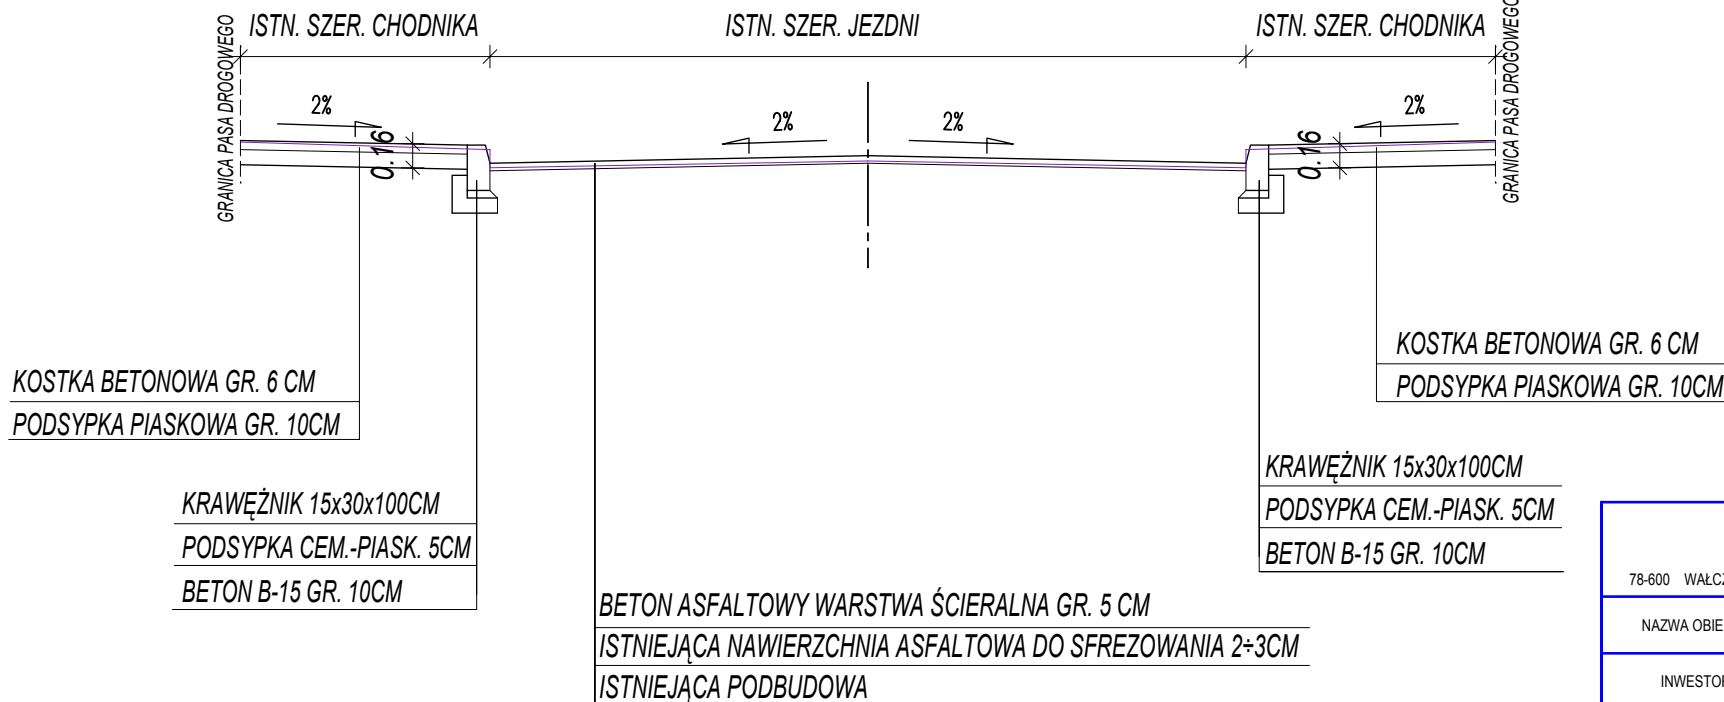 ISTN. SZER. CHODNIKA
ISTN. SZER. JEZDNI
ISTN. SZER. CHODNIKA
GRANICA PASA DROGOWEGO
GRANICA PASA DROGOWEGO
2%
2%
2%
2%
0.16
0.16
KOSTKA BETONOWA GR. 6 CM
PODSYPKA PIASKOWA GR. 10CM
KOSTKA BETONOWA GR. 6 CM
PODSYPKA PIASKOWA GR. 10CM
KRAWĘŻNIK 15x30x100CM
PODSYPKA CEM.-PIASK. 5CM
BETON B-15 GR. 10CM
KRAWĘŻNIK 15x30x100CM
PODSYPKA CEM.-PIASK. 5CM
BETON B-15 GR. 10CM
BETON ASFALTOWY WARSTWA ŚCIERALNA GR. 5 CM
ISTNIEJĄCA NAWIERZCHNIA ASFALTOWA DO SFREZOWANIA 2÷3CM
ISTNIEJĄCA PODBUDOWA
78-600
NAZWA